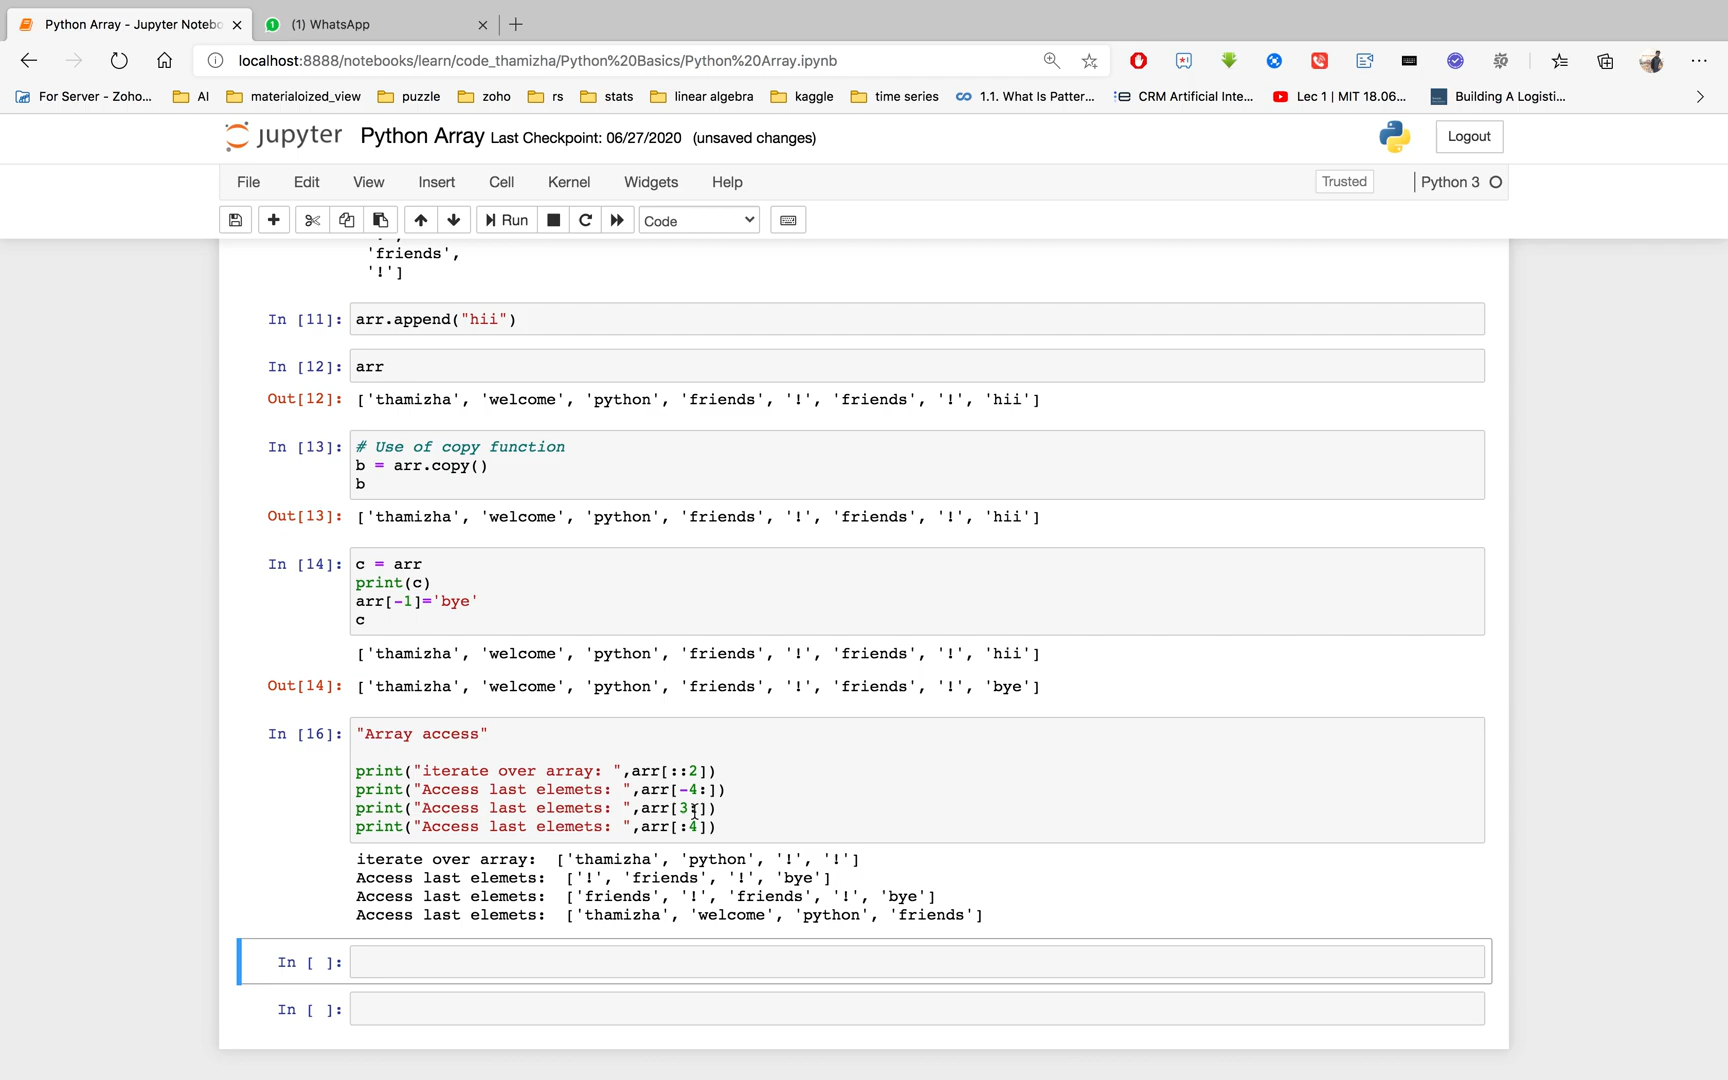 Python Array - Jupyter Notebo
(1) WhatsApp
localhost:8888/notebooks/learn/code_thamizha/Python%20Basics/Python%20Array.ipynb
For Server - Zoho... AI materialoized_view puzzle zoho rs stats linear algebra kaggle time series 1.1. What Is Patter... CRM Artificial Inte... Lec 1 | MIT 18.06... Building A Logisti...
jupyter Python Array Last Checkpoint: 06/27/2020 (unsaved changes) Logout
File Edit View Insert Cell Kernel Widgets Help Trusted Python 3
Run Code
'friends',
'!']
In [11]: arr.append("hii")
In [12]: arr
Out[12]: ['thamizha', 'welcome', 'python', 'friends', '!', 'friends', '!', 'hii']
In [13]: # Use of copy function
b = arr.copy()
b
Out[13]: ['thamizha', 'welcome', 'python', 'friends', '!', 'friends', '!', 'hii']
In [14]: c = arr
print(c)
arr[-1]='bye'
c
['thamizha', 'welcome', 'python', 'friends', '!', 'friends', '!', 'hii']
Out[14]: ['thamizha', 'welcome', 'python', 'friends', '!', 'friends', '!', 'bye']
In [16]: "Array access"
print("iterate over array: ",arr[::2])
print("Access last elemets: ",arr[-4:])
print("Access last elemets: ",arr[3:])
print("Access last elemets: ",arr[:4])
iterate over array:  ['thamizha', 'python', '!', '!']
Access last elemets:  ['!', 'friends', '!', 'bye']
Access last elemets:  ['friends', '!', 'friends', '!', 'bye']
Access last elemets:  ['thamizha', 'welcome', 'python', 'friends']
In [ ]:
In [ ]: